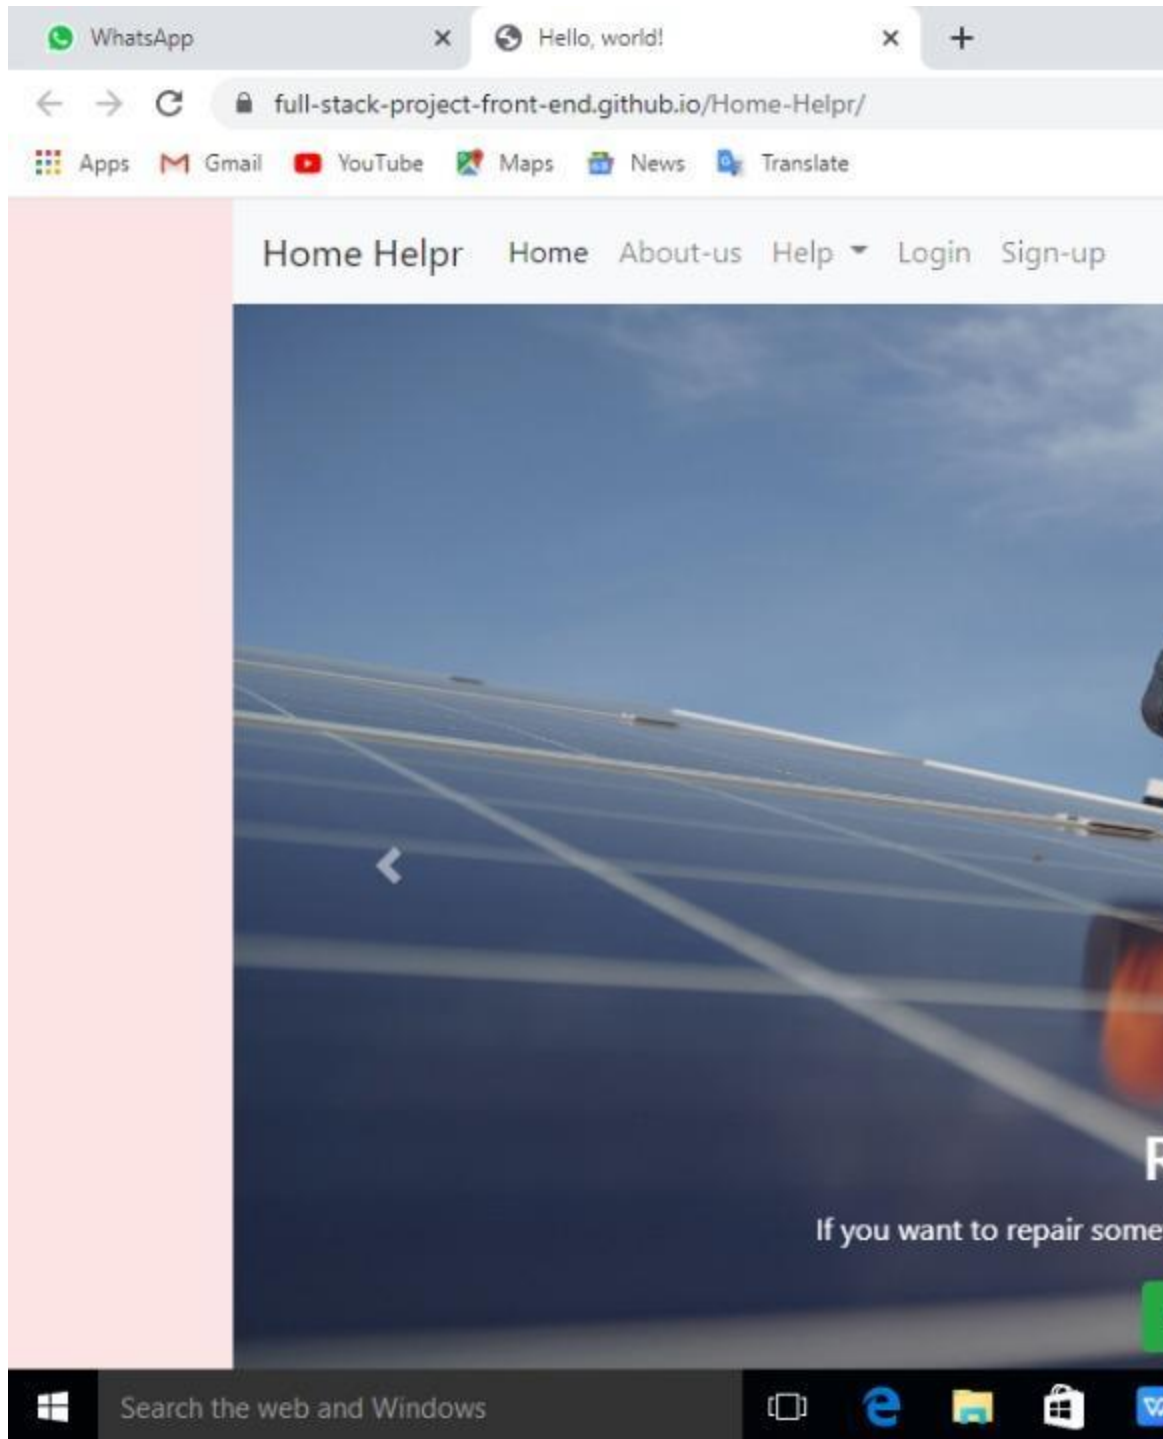 WhatsApp Hello, world!
full-stack-project-front-end.github.io/Home-Helpr/
Apps Gmail YouTube Maps News Translate
Home Helpr Home About-us Help Login Sign-up
R
If you want to repair some
Search the web and Windows